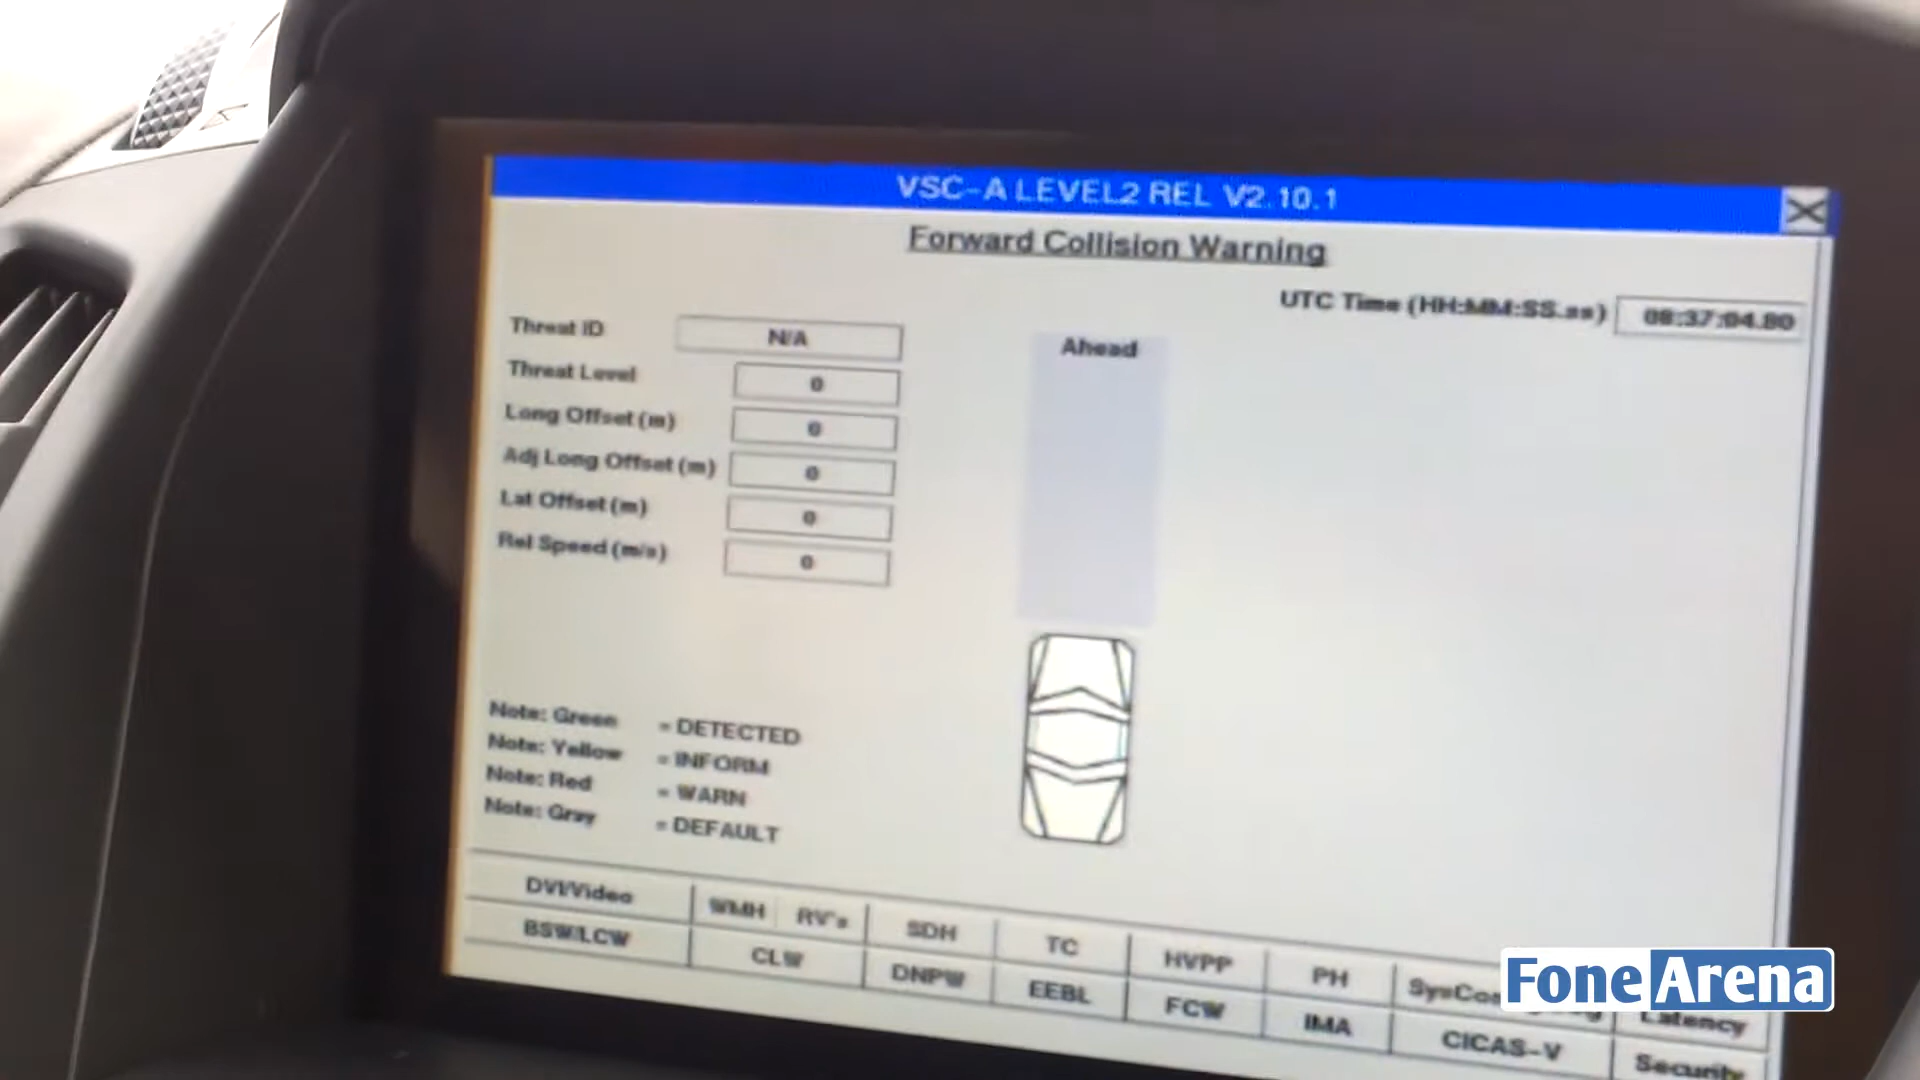 VSC-A LEVEL2 REL V2.10.1
Forward Collision Warning
UTC Time (HH:MM:SS.ss) 08:37:04.80
Threat ID N/A
Ahead
Threat Level 0
Long Offset (m) 0
Adj Long Offset (m) 0
Lat Offset (m) 0
Rel Speed (m/s) 0
Note: Green = DETECTED
Note: Yellow = INFORM
Note: Red = WARN
Note: Gray = DEFAULT
DVI/Video WMH RV's SDH TC HVPP PH Latency
BSW/LCW CLW DNPW EEBL FCW IMA CICAS-V Security
FoneArena